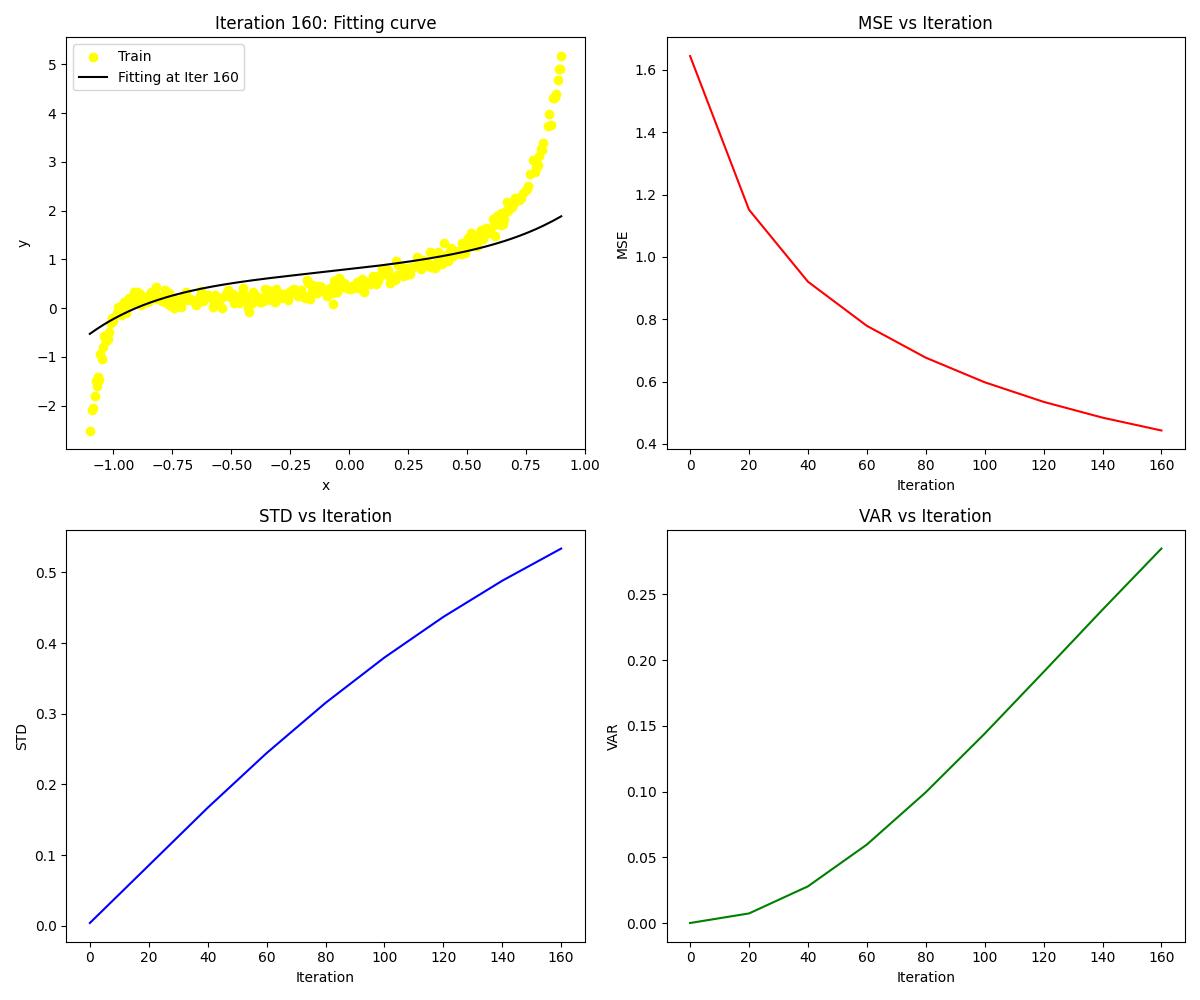 Iteration 160: Fitting curve
Train
Fitting at Iter 160
y
5
4
3
2
1
0
−1
−2
−1.00 −0.75 −0.50 −0.25 0.00 0.25 0.50 0.75 1.00
x
MSE vs Iteration
MSE
1.6
1.4
1.2
1.0
0.8
0.6
0.4
0 20 40 60 80 100 120 140 160
Iteration
STD vs Iteration
STD
0.5
0.4
0.3
0.2
0.1
0.0
0 20 40 60 80 100 120 140 160
Iteration
VAR vs Iteration
VAR
0.25
0.20
0.15
0.10
0.05
0.00
0 20 40 60 80 100 120 140 160
Iteration